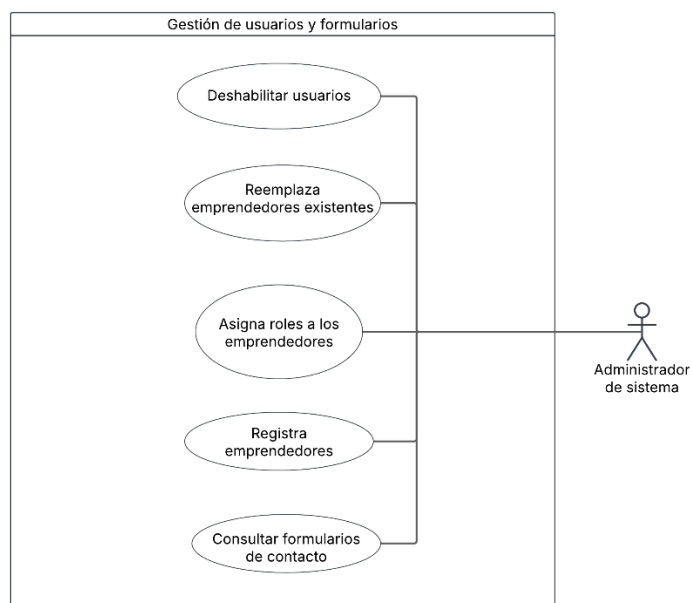 Gestión de usuarios y formularios
Deshabilitar usuarios
Reemplaza
emprendedores existentes
Asigna roles a los
emprendedores
Administrador
de sistema
Registra
emprendedores
Consultar formularios
de contacto